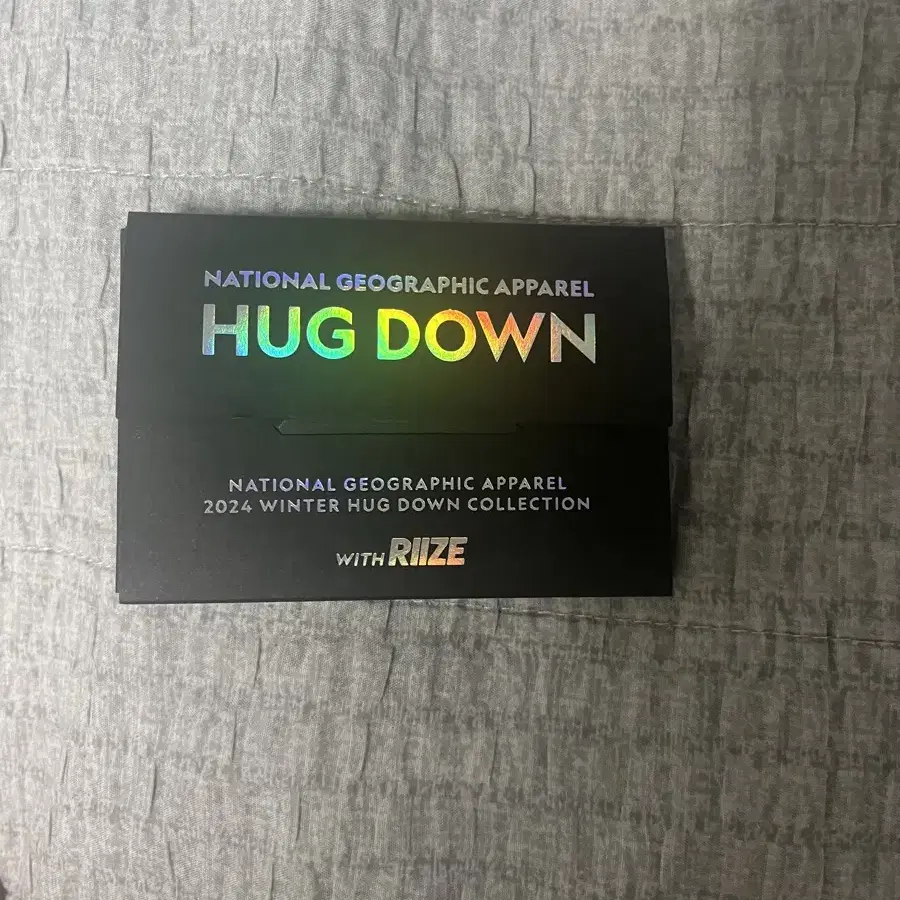 NATIONAL GEOGRAPHIC APPAREL
HUG DOWN
NATIONAL GEOGRAPHIC APPAREL
2024 WINTER HUG DOWN COLLECTION
WITH RIIZE